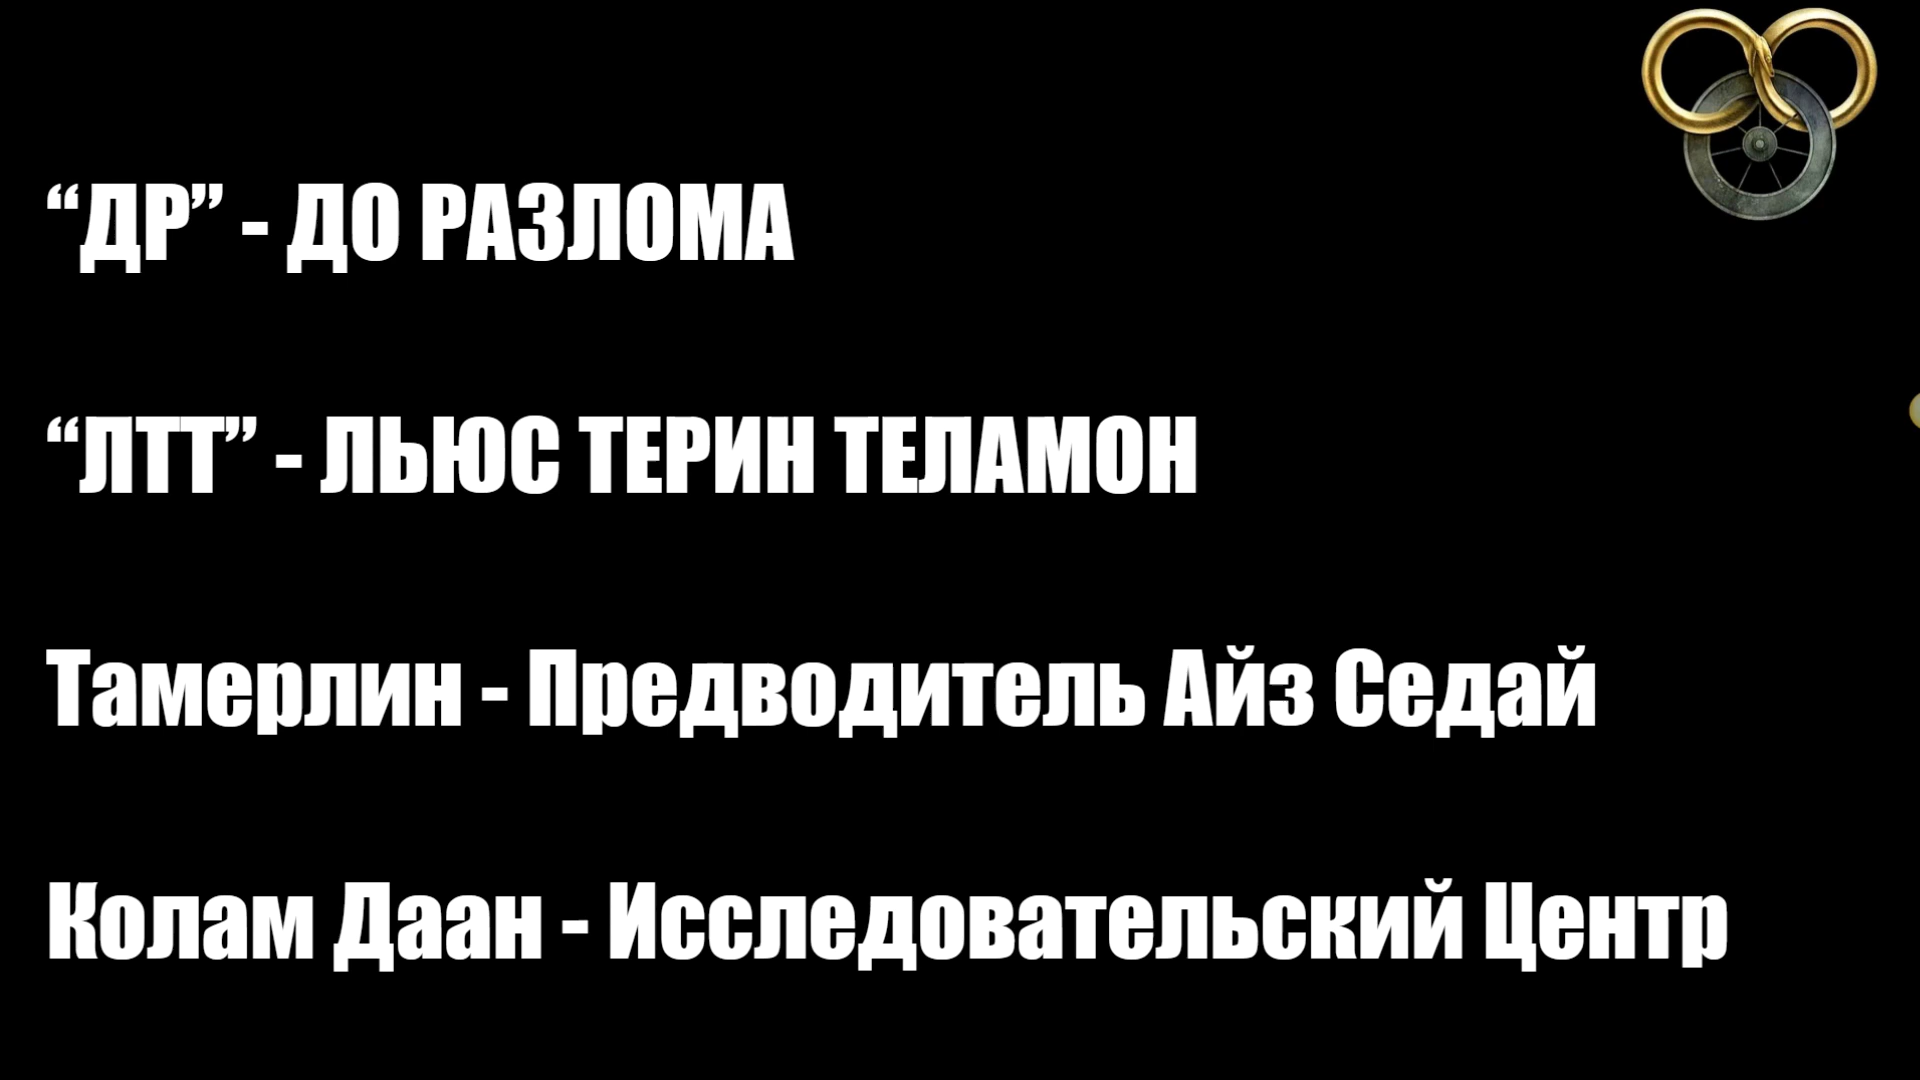 “ДР” - ДО РАЗЛОМА
“ЛТТ” - ЛЬЮС ТЕРИН ТЕЛАМОН
Тамерлин - Предводитель Айз Седай
Колам Даан - Исследовательский Центр